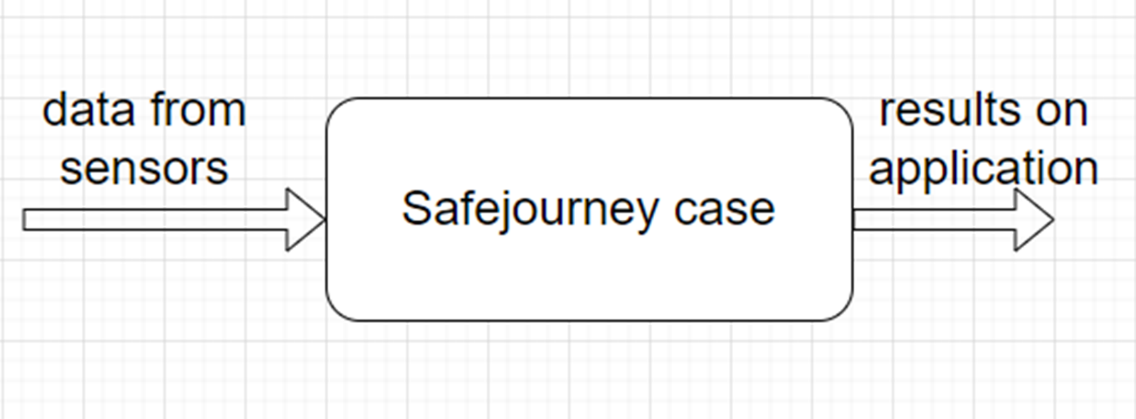 data from
sensors
Safejourney case
results on
application